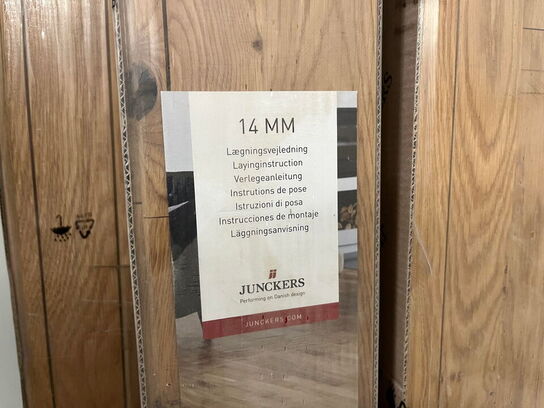 14 MM
Lægningsvejledning
Layinginstruction
Verlegeanleitung
Instrutions de pose
Istruzioni di posa
Instrucciones de montaje
Läggningsanvisning
JUNCKERS
Performing on Danish design
JUNCKERS.COM